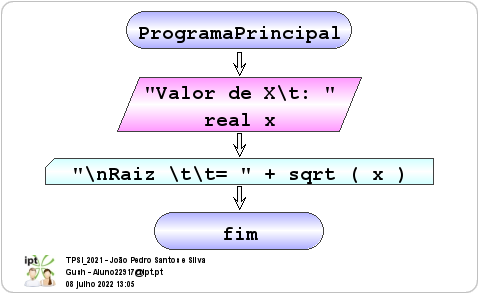 ProgramaPrincipal
"Valor de X\t: "
real x
"\nRaiz \t\t= " + sqrt ( x )
fim
ipt
TPSI_2021 - João Pedro Santos e Silva
Gush - Aluno22917@ipt.pt
08 julho 2022 13:05